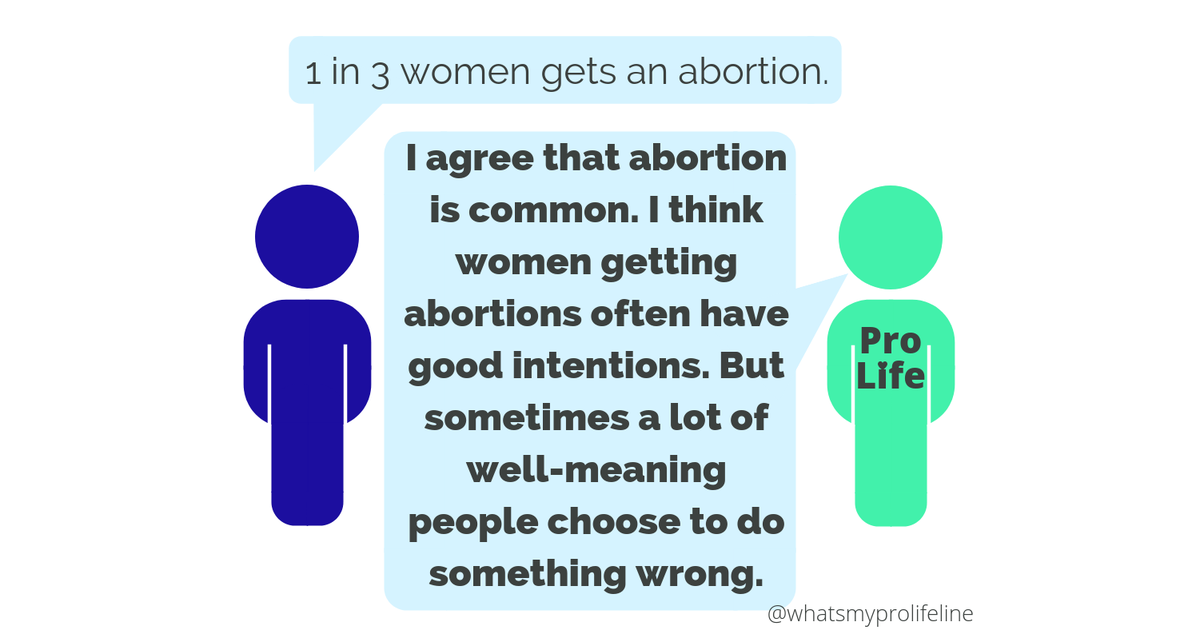 1 in 3 women gets an abortion.
I agree that abortion
is common. I think
women getting
abortions often have
good intentions. But
sometimes a lot of
well-meaning
people choose to do
something wrong.
Pro
Life
@whatsmyprolifeline